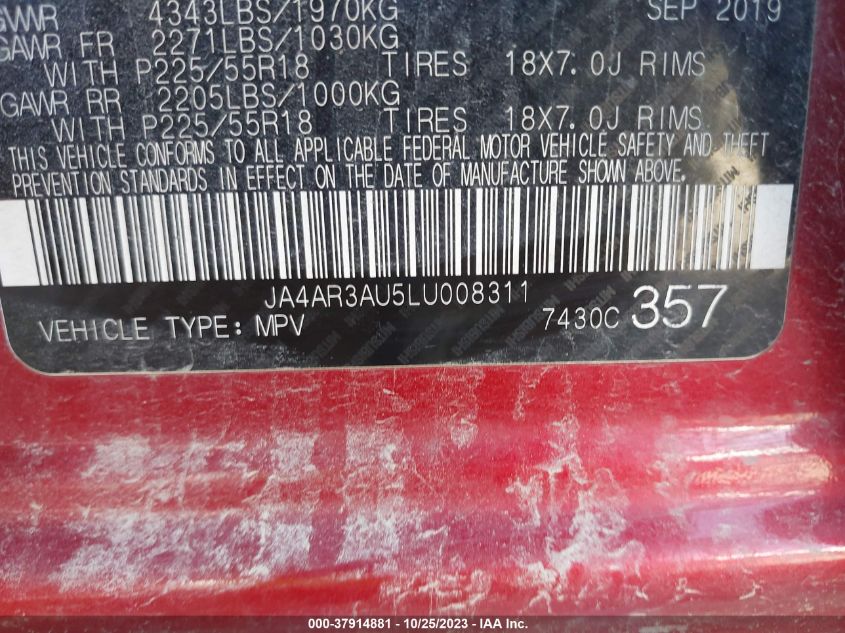 GVWR 4343LBS/1970KG SEP 2019
GAWR FR 2271LBS/1030KG
WITH P225/55R18 TIRES 18X7.0J RIMS
GAWR RR 2205LBS/1000KG
WITH P225/55R18 TIRES 18X7.0J RIMS
THIS VEHICLE CONFORMS TO ALL APPLICABLE FEDERAL MOTOR VEHICLE SAFETY AND THEFT
PREVENTION STANDARDS IN EFFECT ON THE DATE OF MANUFACTURE SHOWN ABOVE.
JA4AR3AU5LU008311
VEHICLE TYPE: MPV 7430C 357
000-37914881 - 10/25/2023 - IAA Inc.